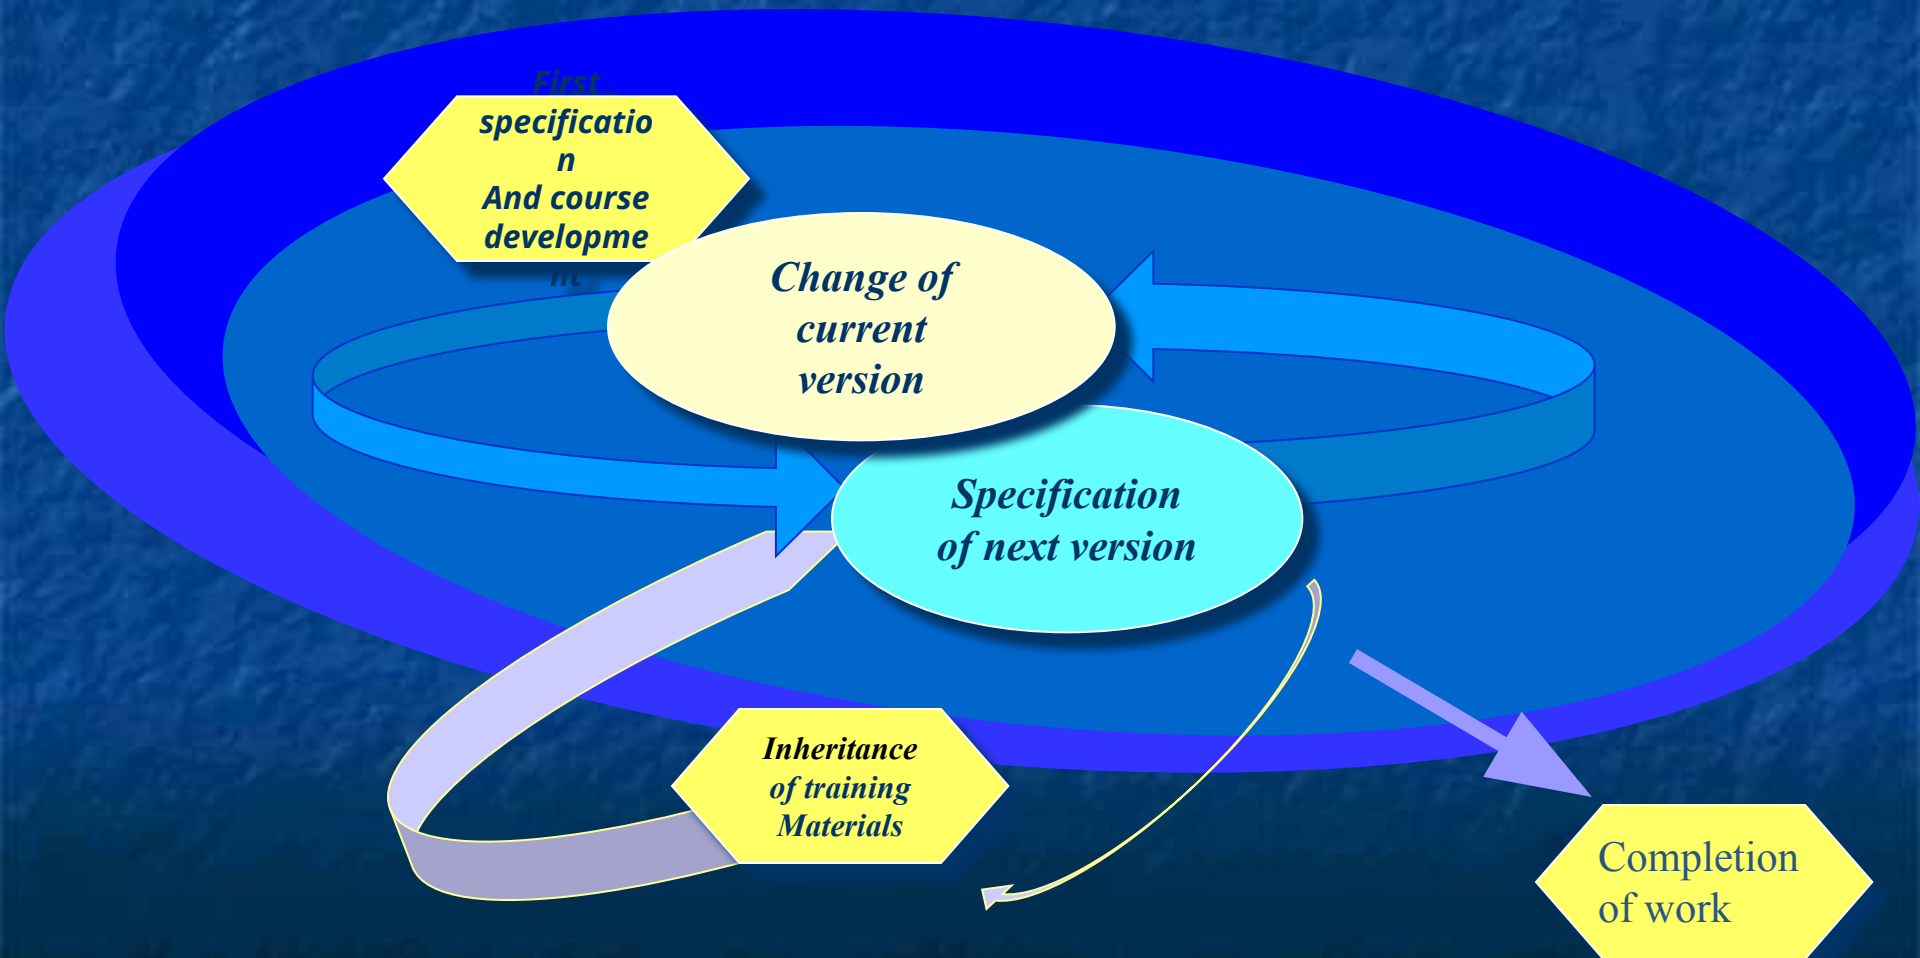 First
specificatio
n
And course
developme
nt
Change of
current
version
Specification
of next version
Inheritance
of training
Materials
Completion
of work